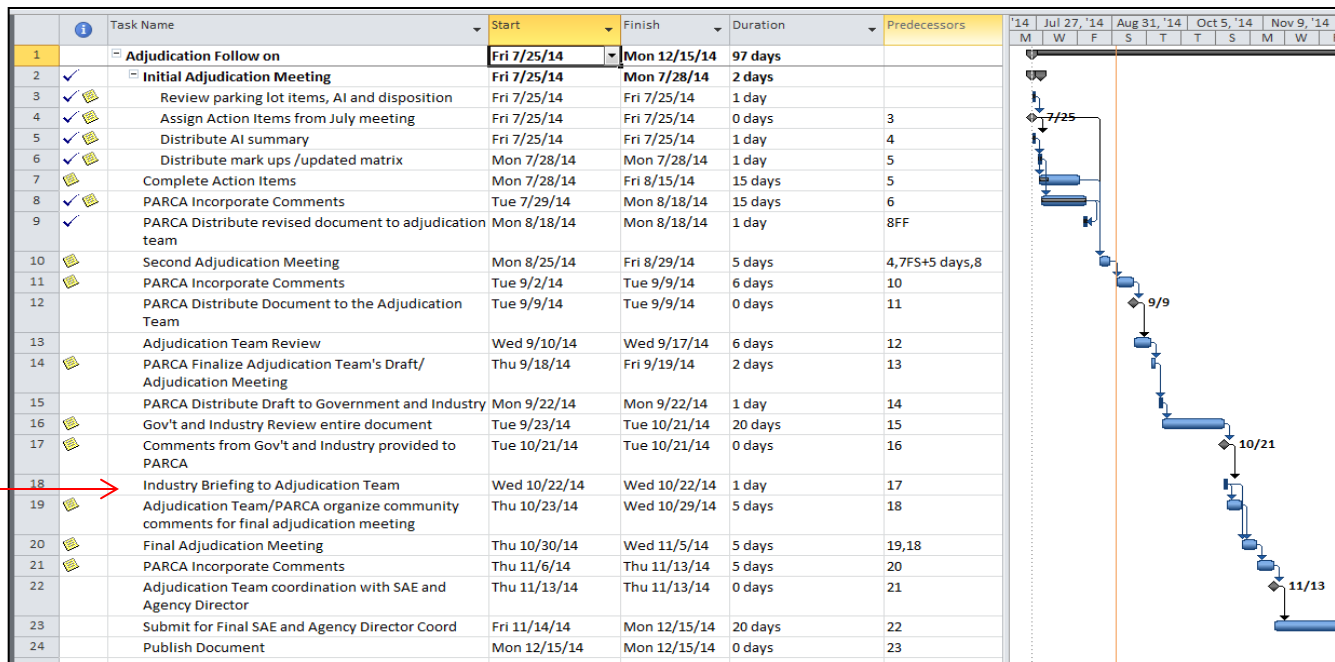 Task Name Start Finish Duration Predecessors '14 Jul 27, '14 Aug 31, '14 Oct 5, '14 Nov 9, '14
M W F S T T S M W
1 Adjudication Follow on Fri 7/25/14 Mon 12/15/14 97 days
2 Initial Adjudication Meeting Fri 7/25/14 Mon 7/28/14 2 days
3 Review parking lot items, AI and disposition Fri 7/25/14 Fri 7/25/14 1 day
4 Assign Action Items from July meeting Fri 7/25/14 Fri 7/25/14 0 days 3 7/25
5 Distribute AI summary Fri 7/25/14 Fri 7/25/14 1 day 4
6 Distribute mark ups /updated matrix Mon 7/28/14 Mon 7/28/14 1 day 5
7 Complete Action Items Mon 7/28/14 Fri 8/15/14 15 days 5
8 PARCA Incorporate Comments Tue 7/29/14 Mon 8/18/14 15 days 6
9 PARCA Distribute revised document to adjudication Mon 8/18/14 Mon 8/18/14 1 day 8FF
team
10 Second Adjudication Meeting Mon 8/25/14 Fri 8/29/14 5 days 4,7FS+5 days,8
11 PARCA Incorporate Comments Tue 9/2/14 Tue 9/9/14 6 days 10
12 PARCA Distribute Document to the Adjudication Tue 9/9/14 Tue 9/9/14 0 days 11 9/9
Team
13 Adjudication Team Review Wed 9/10/14 Wed 9/17/14 6 days 12
14 PARCA Finalize Adjudication Team's Draft/ Thu 9/18/14 Fri 9/19/14 2 days 13
Adjudication Meeting
15 PARCA Distribute Draft to Government and Industry Mon 9/22/14 Mon 9/22/14 1 day 14
16 Gov't and Industry Review entire document Tue 9/23/14 Tue 10/21/14 20 days 15
17 Comments from Gov't and Industry provided to Tue 10/21/14 Tue 10/21/14 0 days 16 10/21
PARCA
18 Industry Briefing to Adjudication Team Wed 10/22/14 Wed 10/22/14 1 day 17
19 Adjudication Team/PARCA organize community Thu 10/23/14 Wed 10/29/14 5 days 18
comments for final adjudication meeting
20 Final Adjudication Meeting Thu 10/30/14 Wed 11/5/14 5 days 19,18
21 PARCA Incorporate Comments Thu 11/6/14 Thu 11/13/14 5 days 20
22 Adjudication Team coordination with SAE and Thu 11/13/14 Thu 11/13/14 0 days 21 11/13
Agency Director
23 Submit for Final SAE and Agency Director Coord Fri 11/14/14 Mon 12/15/14 20 days 22
24 Publish Document Mon 12/15/14 Mon 12/15/14 0 days 23